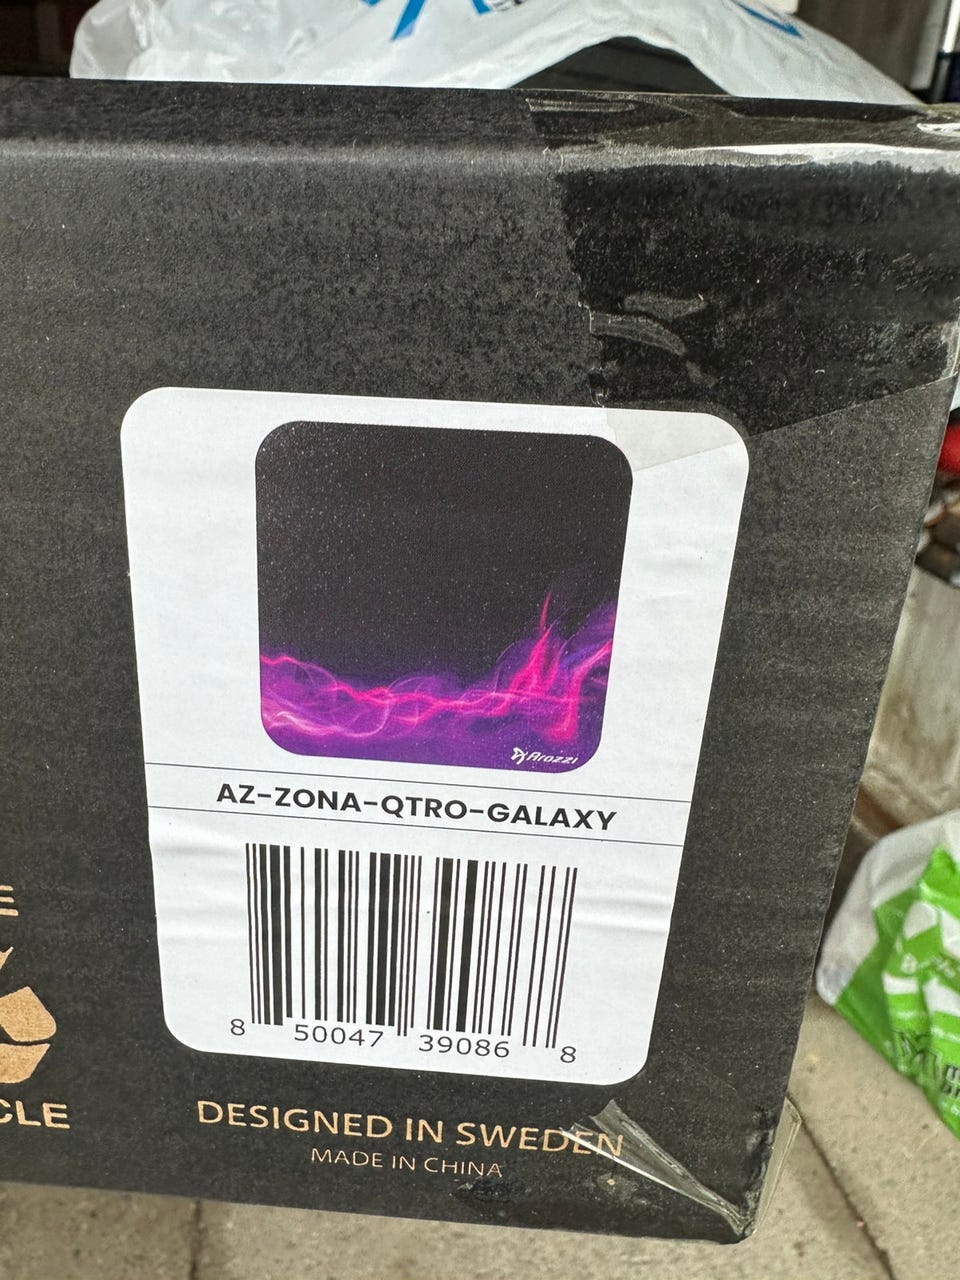 Arozzi
AZ-ZONA-QTRO-GALAXY
8 50047 39086 8
CLE
DESIGNED IN SWEDEN
MADE IN CHINA